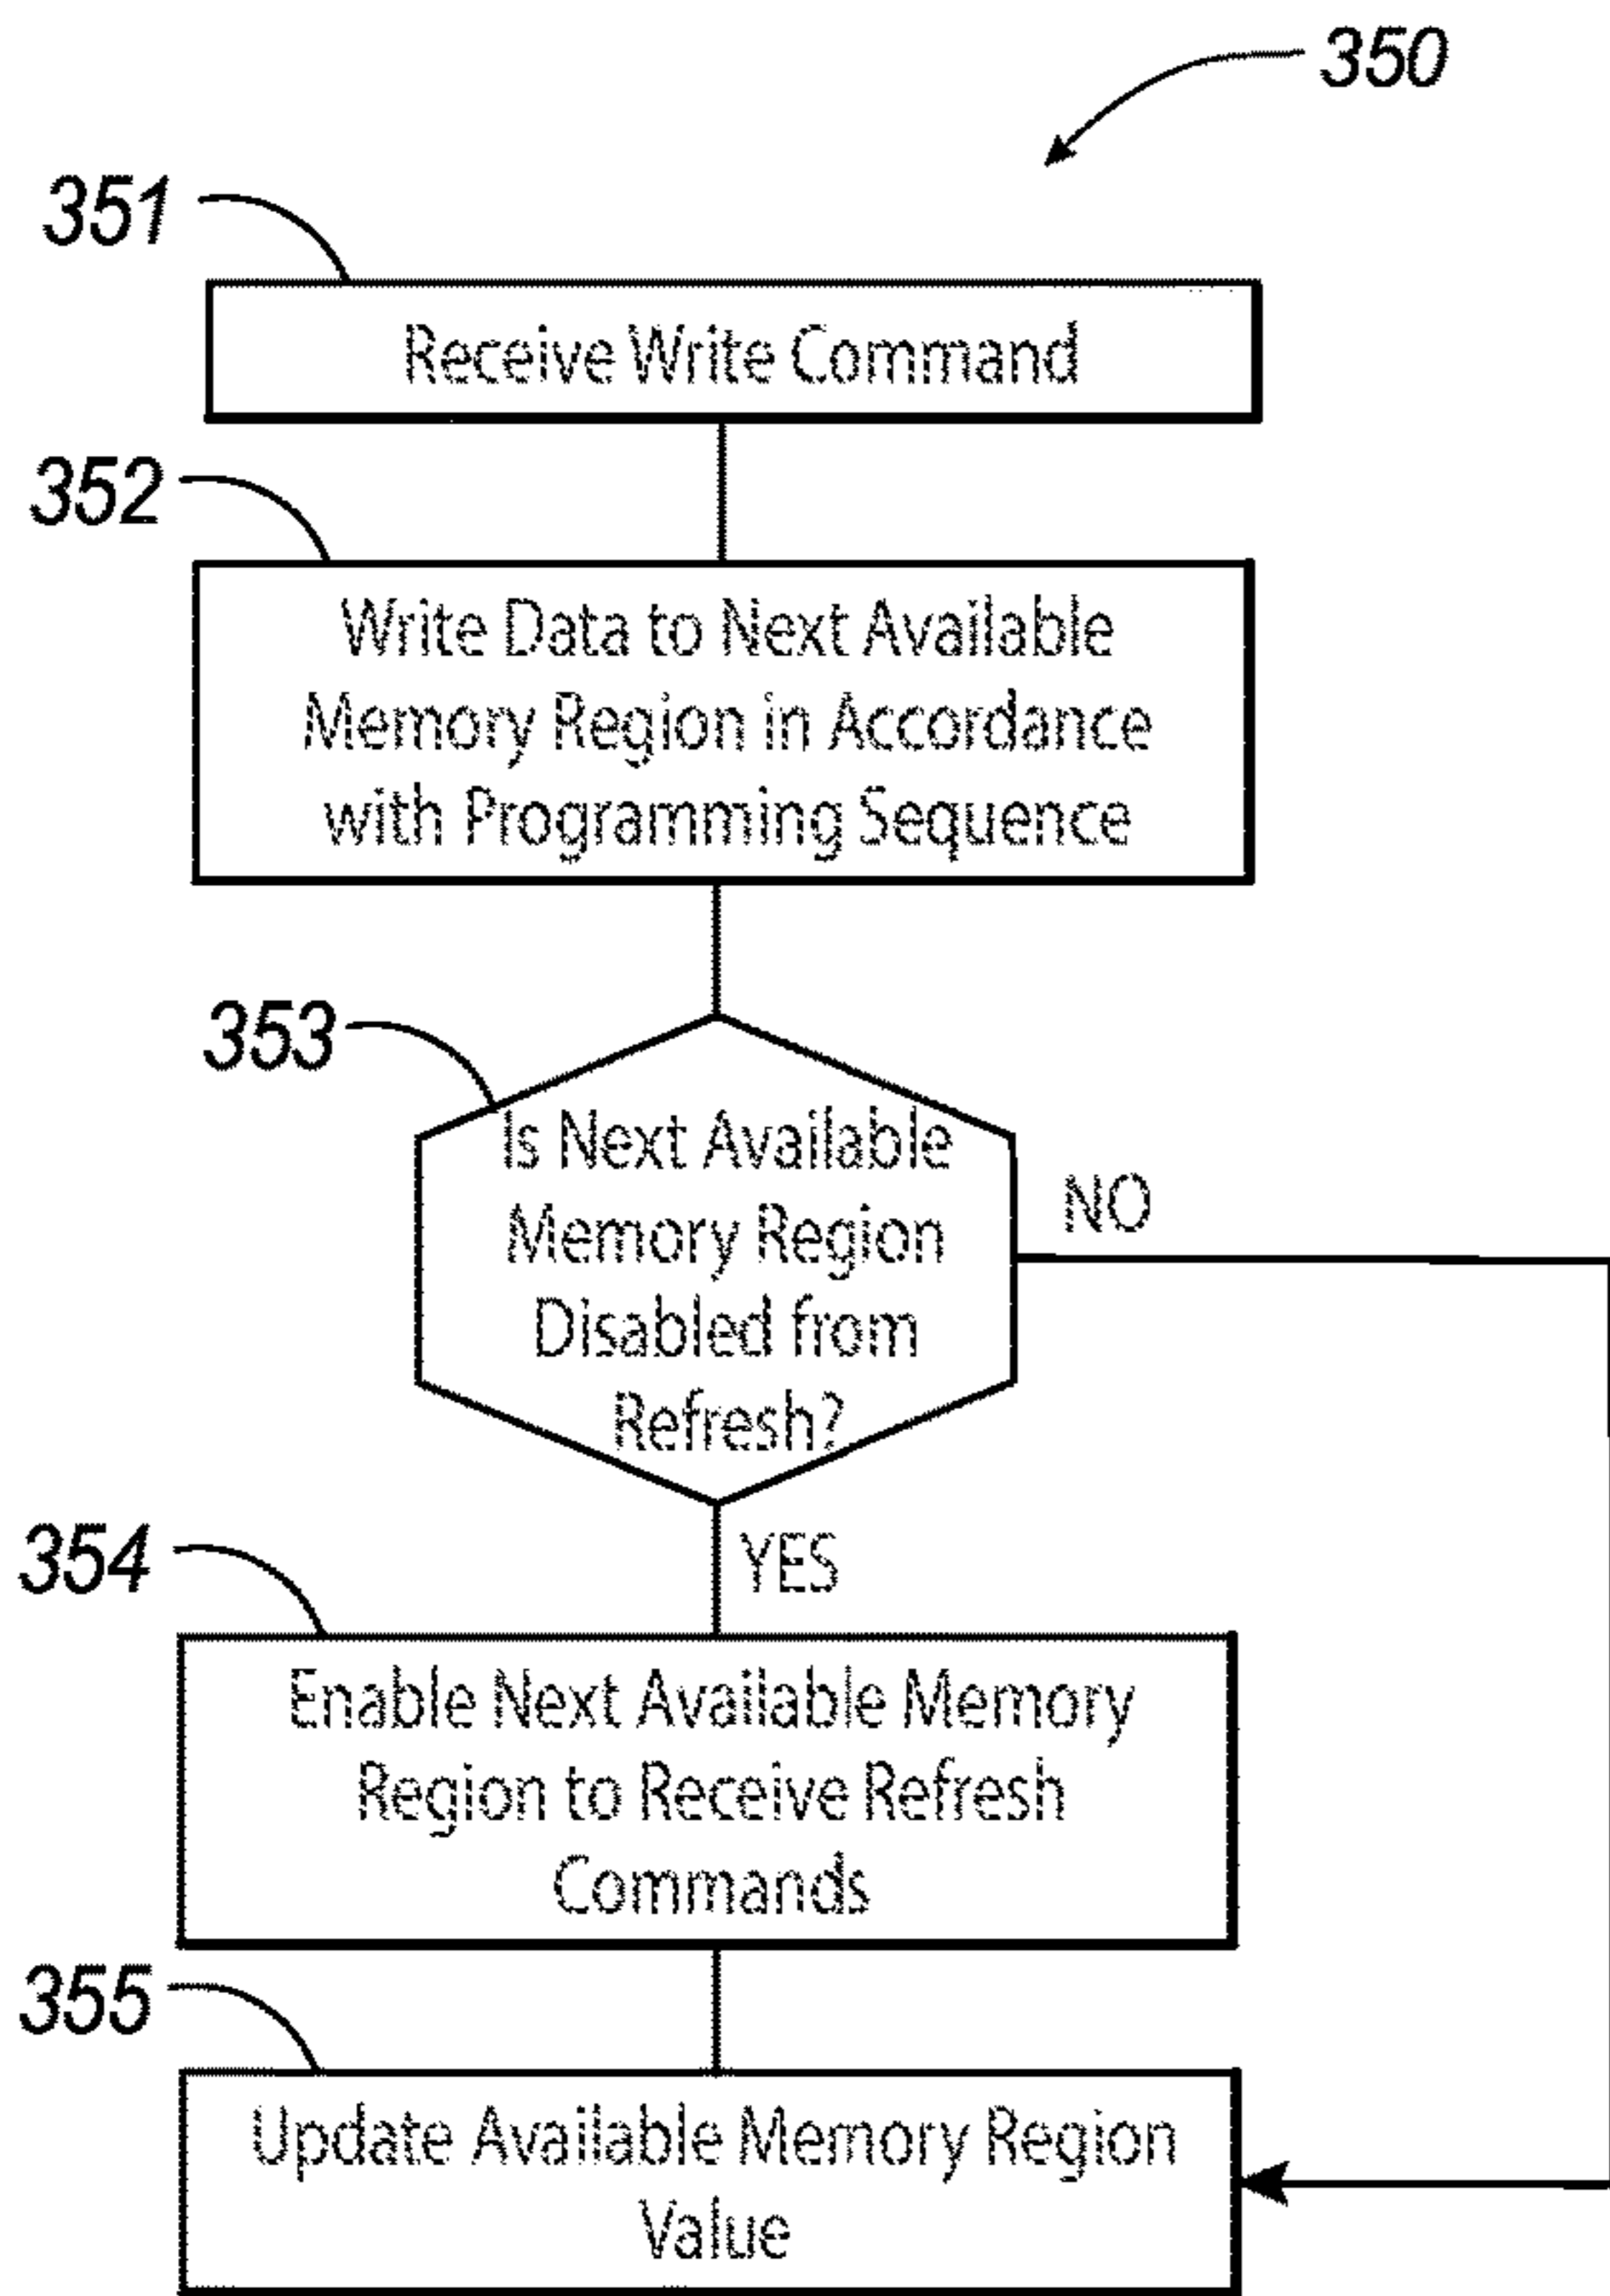 350
351
Receive Write Command
352
Write Data to Next Available
Memory Region in Accordance
with Programming Sequence
353
Is Next Available
Memory Region
Disabled from
Refresh?
NO
YES
354
Enable Next Available Memory
Region to Receive Refresh
Commands
355
Update Available Memory Region
Value